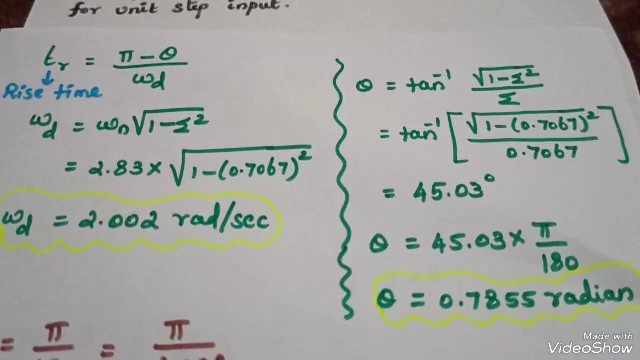 for unit step input.
tr = π - θ / ωd
Rise time
ωd = ωn √1-ξ²
= 2.83 × √1-(0.7067)²
ωd = 2.002 rad/sec
= π / = π /
θ = tan⁻¹ √1-ξ² / ξ
= tan⁻¹ [ √1-(0.7067)² / 0.7067 ]
= 45.03°
θ = 45.03 × π / 180
θ = 0.7855 radian
Made with
VideoShow